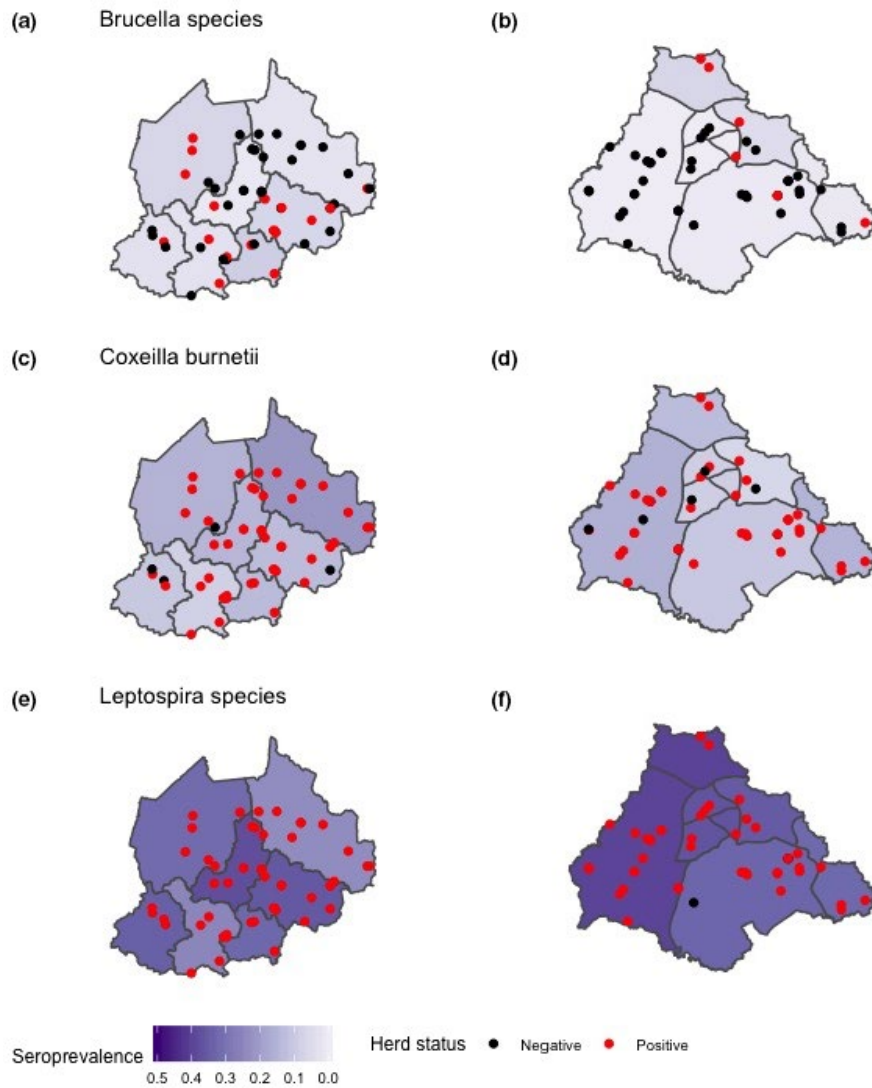 (a) Brucella species (b)
(c) Coxeilla burnetii (d)
(e) Leptospira species (f)
Seroprevalence 0.5 0.4 0.3 0.2 0.1 0.0 Herd status Negative Positive